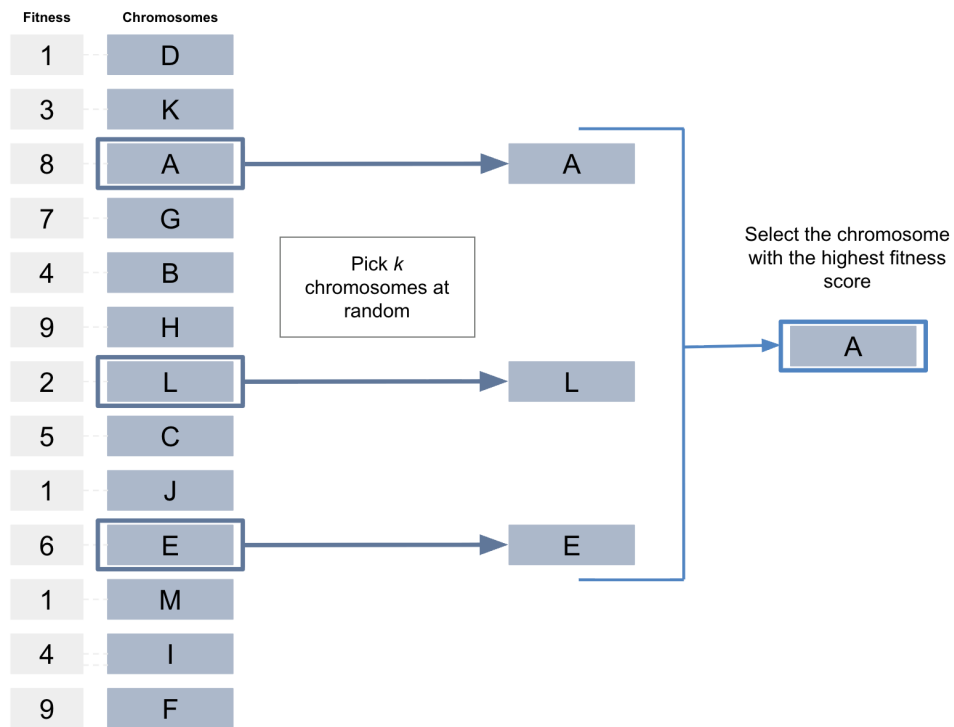 Fitness Chromosomes
1 D
3 K
8 A A
7 G
4 B
9 H
2 L L
5 C
1 J
6 E E
1 M
4 I
9 F
Pick k
chromosomes at
random
Select the chromosome
with the highest fitness
score
A